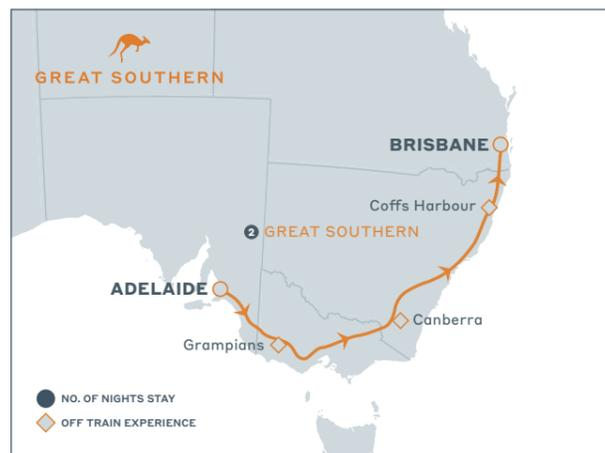 GREAT SOUTHERN
BRISBANE
Coffs Harbour
2 GREAT SOUTHERN
ADELAIDE
Canberra
Grampians
NO. OF NIGHTS STAY
OFF TRAIN EXPERIENCE